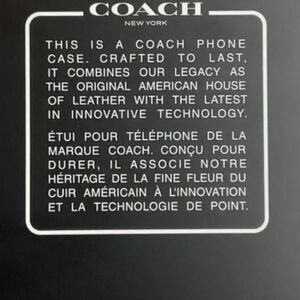 COACH
NEW YORK
THIS IS A COACH PHONE
CASE. CRAFTED TO LAST,
IT COMBINES OUR LEGACY AS
THE ORIGINAL AMERICAN HOUSE
OF LEATHER WITH THE LATEST
IN INNOVATIVE TECHNOLOGY.
ÉTUI POUR TÉLÉPHONE DE LA
MARQUE COACH. CONÇU POUR
DURER, IL ASSOCIE NOTRE
HÉRITAGE DE LA FINE FLEUR DU
CUIR AMÉRICAIN À L'INNOVATION
ET LA TECHNOLOGIE DE POINT.